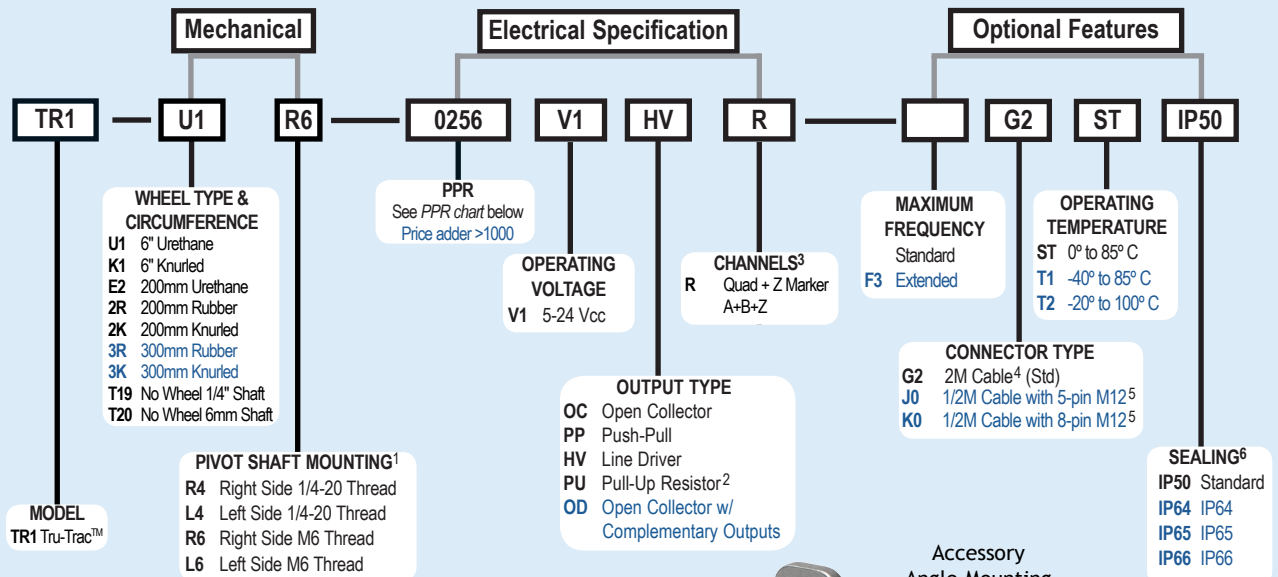 Mechanical
Electrical Specification
Optional Features
TR1
U1
R6
0256
V1
HV
R
G2
ST
IP50
WHEEL TYPE &
CIRCUMFERENCE
U1 6" Urethane
K1 6" Knurled
E2 200mm Urethane
2R 200mm Rubber
2K 200mm Knurled
3R 300mm Rubber
3K 300mm Knurled
T19 No Wheel 1/4" Shaft
T20 No Wheel 6mm Shaft
PPR
See PPR chart below
Price adder >1000
OPERATING
VOLTAGE
V1 5-24 Vcc
CHANNELS3
R Quad + Z Marker
A+B+Z
MAXIMUM
FREQUENCY
Standard
F3 Extended
OPERATING
TEMPERATURE
ST 0º to 85º C
T1 -40º to 85º C
T2 -20º to 100º C
CONNECTOR TYPE
G2 2M Cable4 (Std)
J0 1/2M Cable with 5-pin M12 5
K0 1/2M Cable with 8-pin M12 5
OUTPUT TYPE
OC Open Collector
PP Push-Pull
HV Line Driver
PU Pull-Up Resistor2
OD Open Collector w/
Complementary Outputs
PIVOT SHAFT MOUNTING1
R4 Right Side 1/4-20 Thread
L4 Left Side 1/4-20 Thread
R6 Right Side M6 Thread
L6 Left Side M6 Thread
MODEL
TR1 Tru-Trac™
SEALING6
IP50 Standard
IP64 IP64
IP65 IP65
IP66 IP66
Accessory
Angle Mounting